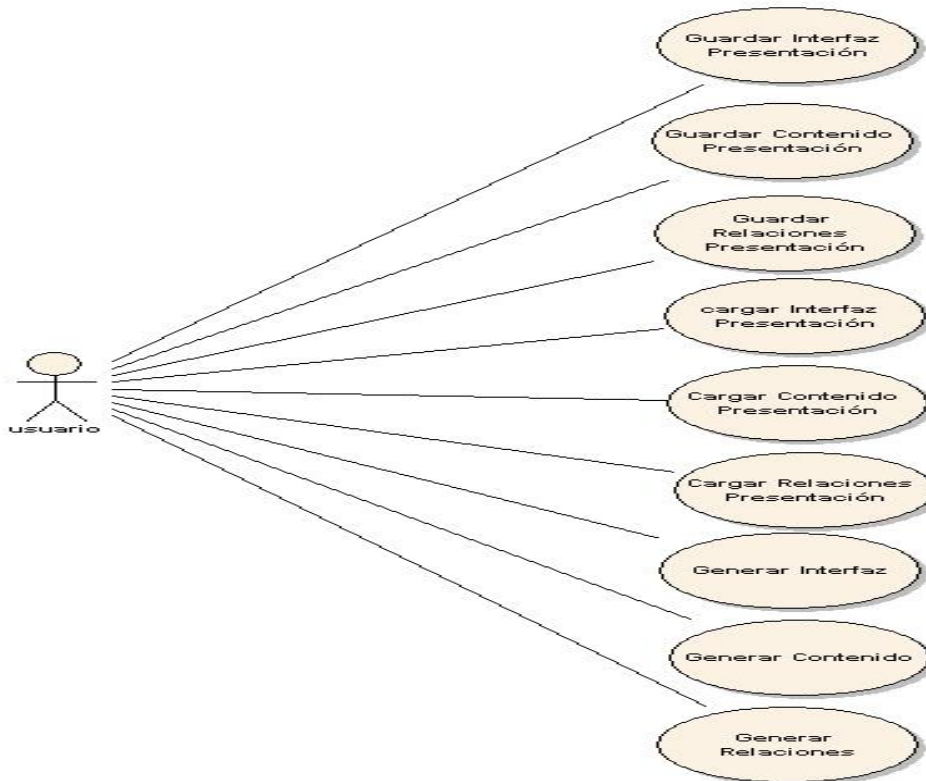 Guardar Interfaz
Presentación
Guardar Contenido
Presentación
Guardar
Relaciones
Presentación
cargar Interfaz
Presentación
Cargar Contenido
Presentación
Cargar Relaciones
Presentación
Generar Interfaz
Generar Contenido
Generar
Relaciones
usuario